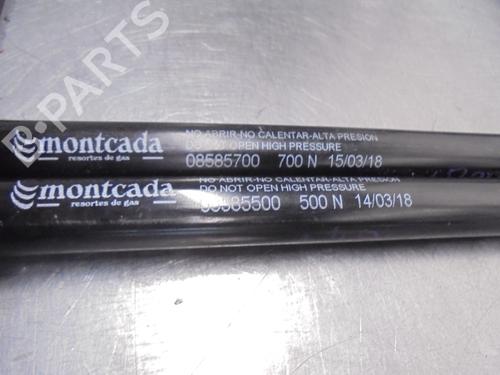 B-PARTS
montcada
resortes de gas
NO ABRIR-NO CALENTAR-ALTA PRESION
DO NOT OPEN HIGH PRESSURE
08585700 700 N 15/03/18
montcada
resortes de gas
NO ABRIR-NO CALENTAR-ALTA PRESION
DO NOT OPEN HIGH PRESSURE
500 N 14/03/18